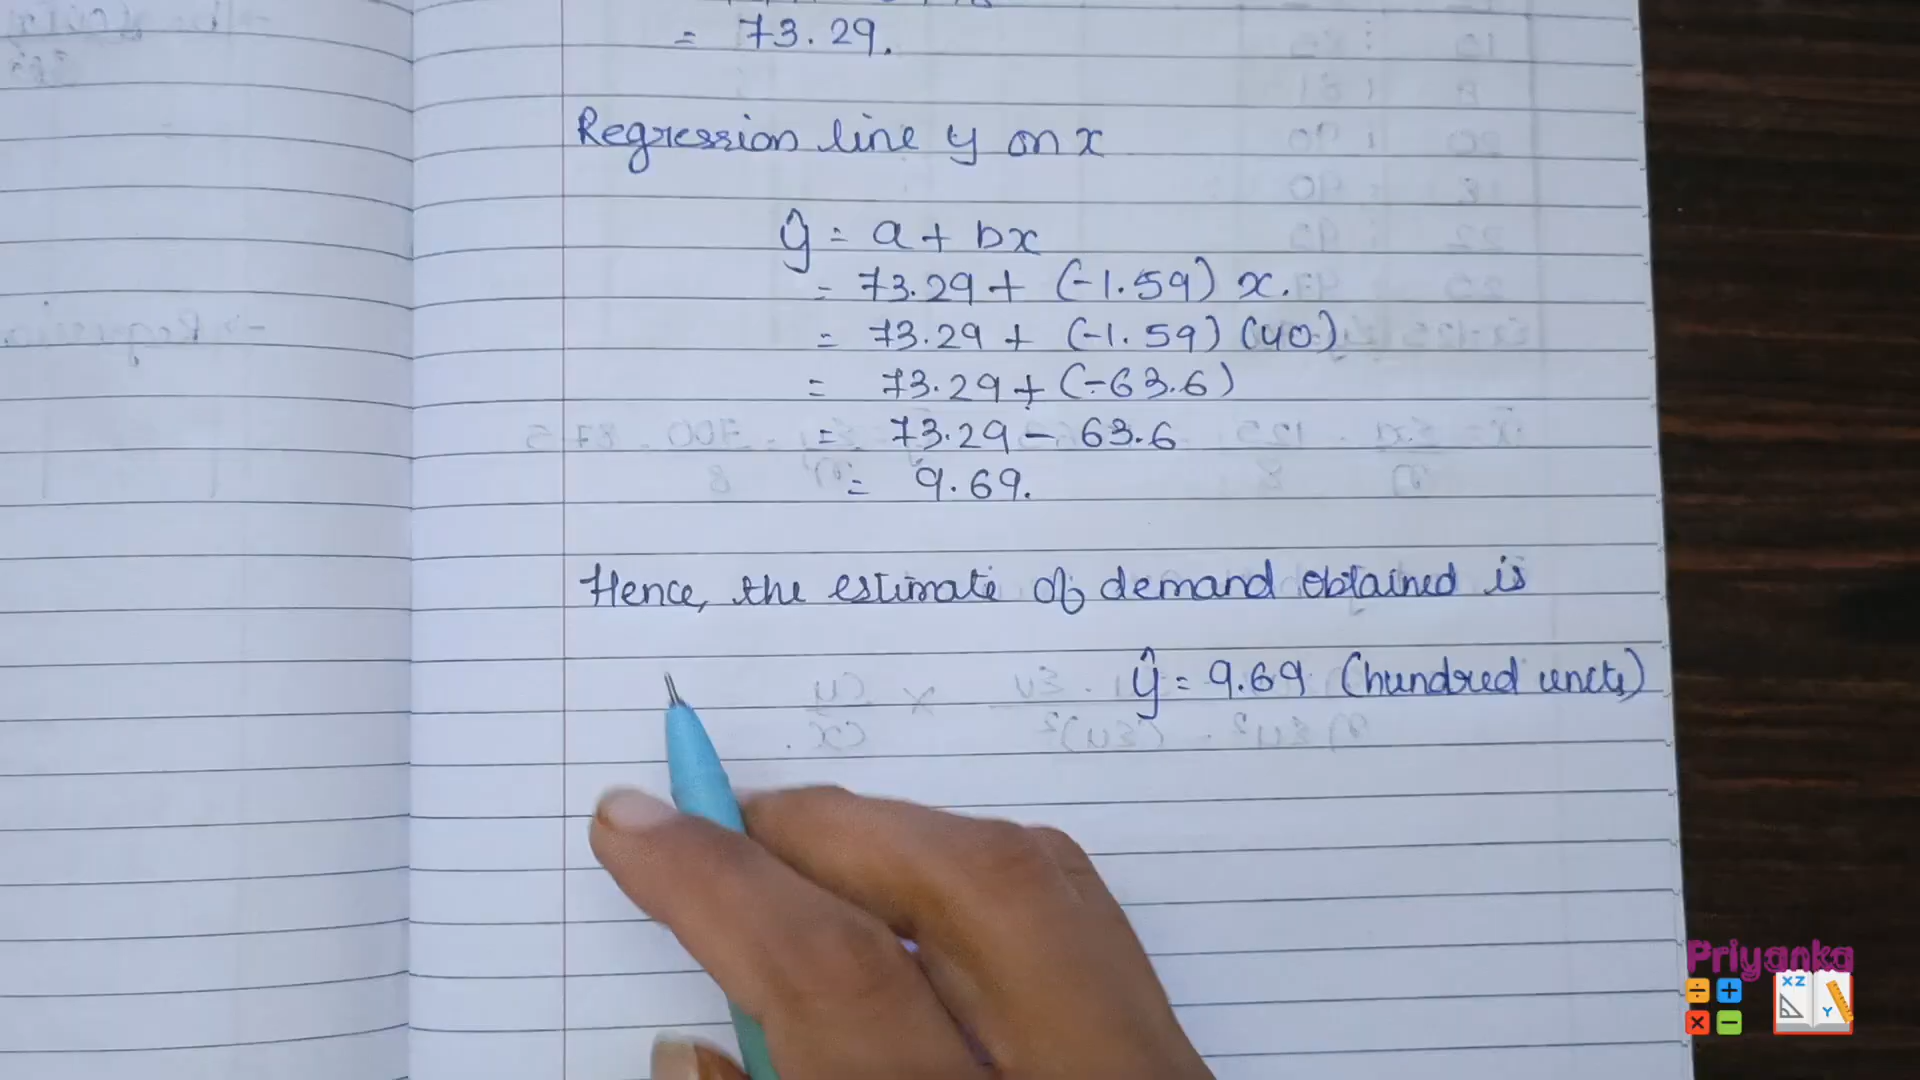 = 73.29.
Regression line y on x
ŷ = a + bx
= 73.29 + (-1.59) x.
= 73.29 + (-1.59) (40)
= 73.29 + (-63.6)
= 73.29 - 63.6
= 9.69.
Hence, the estimate of demand obtained is
ŷ = 9.69 (hundred units)
Priyanka